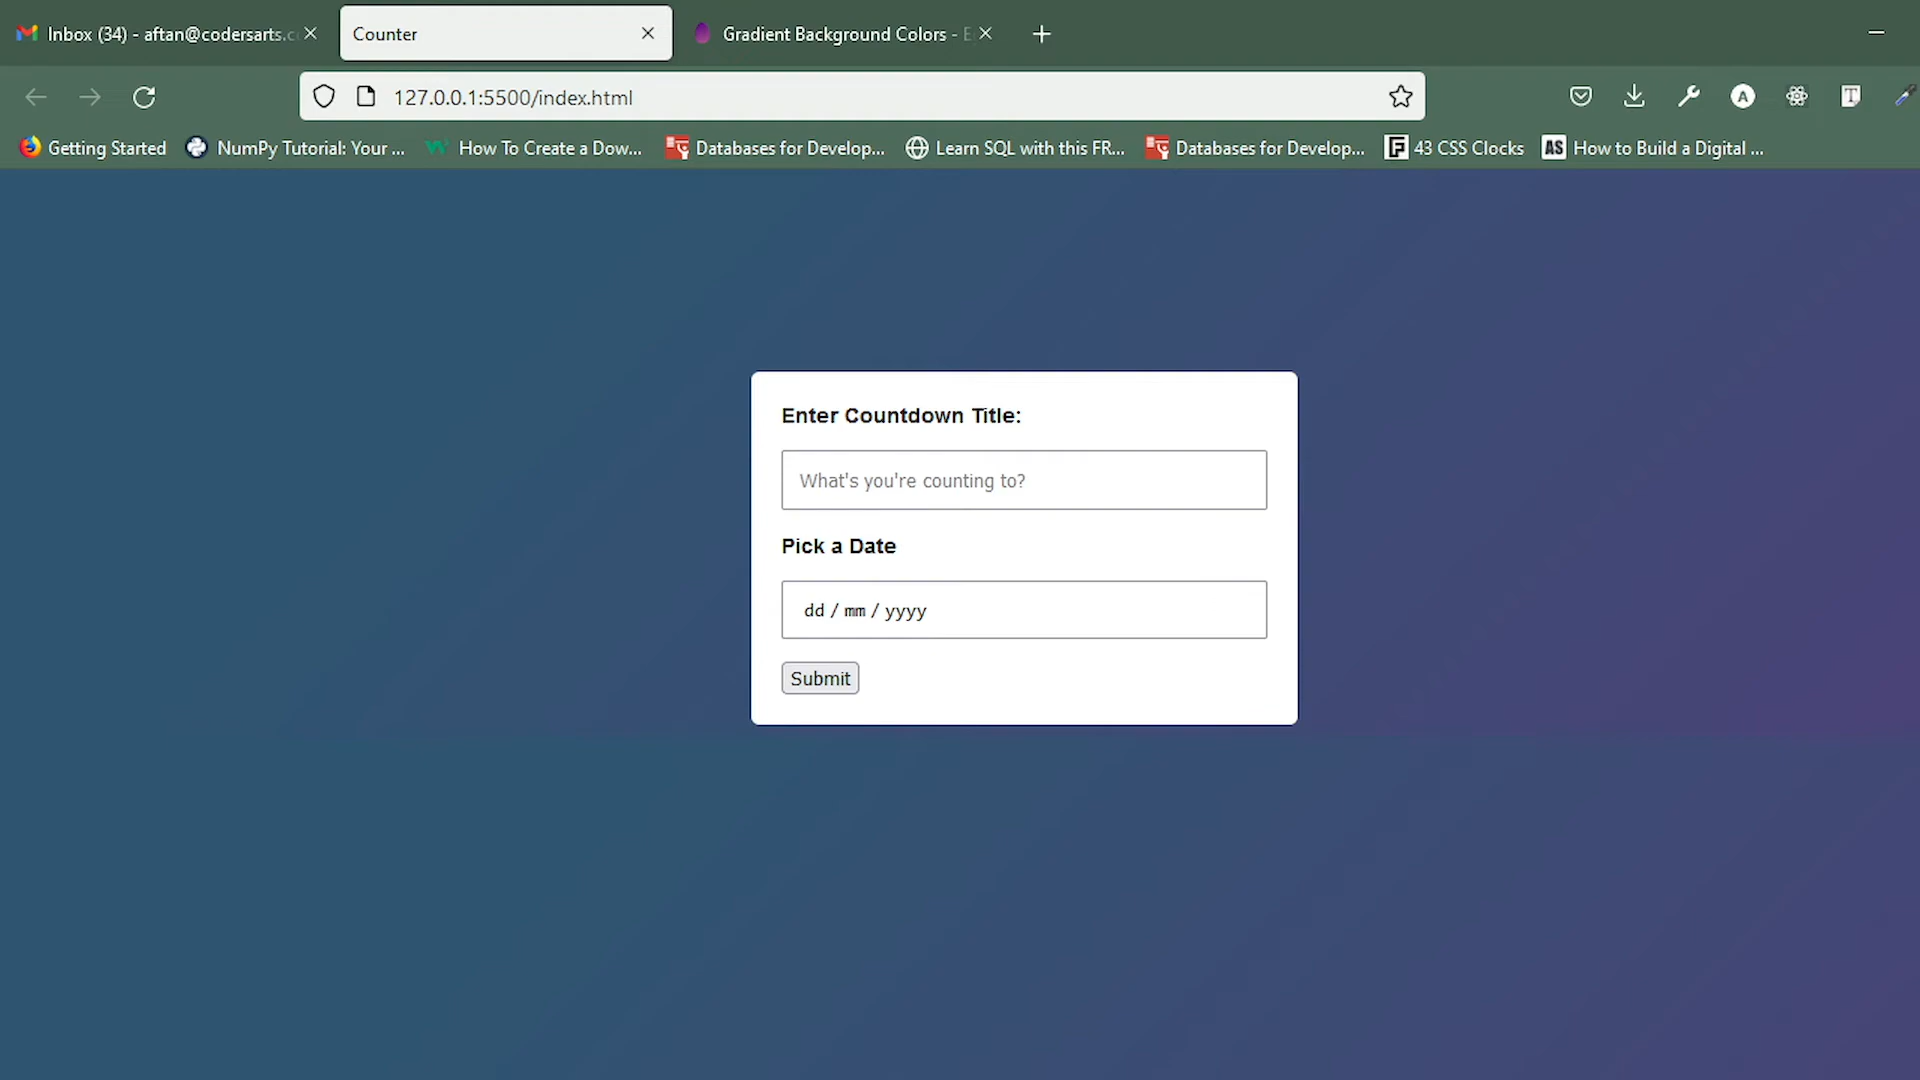 Inbox (34) - aftan@codersarts.c
Counter
Gradient Background Colors - E
127.0.0.1:5500/index.html
A
T
Getting Started
NumPy Tutorial: Your ...
How To Create a Dow...
Databases for Develop...
Learn SQL with this FR...
Databases for Develop...
F
43 CSS Clocks
AS
How to Build a Digital ...
Enter Countdown Title:
What's you're counting to?
Pick a Date
dd / mm / yyyy
Submit